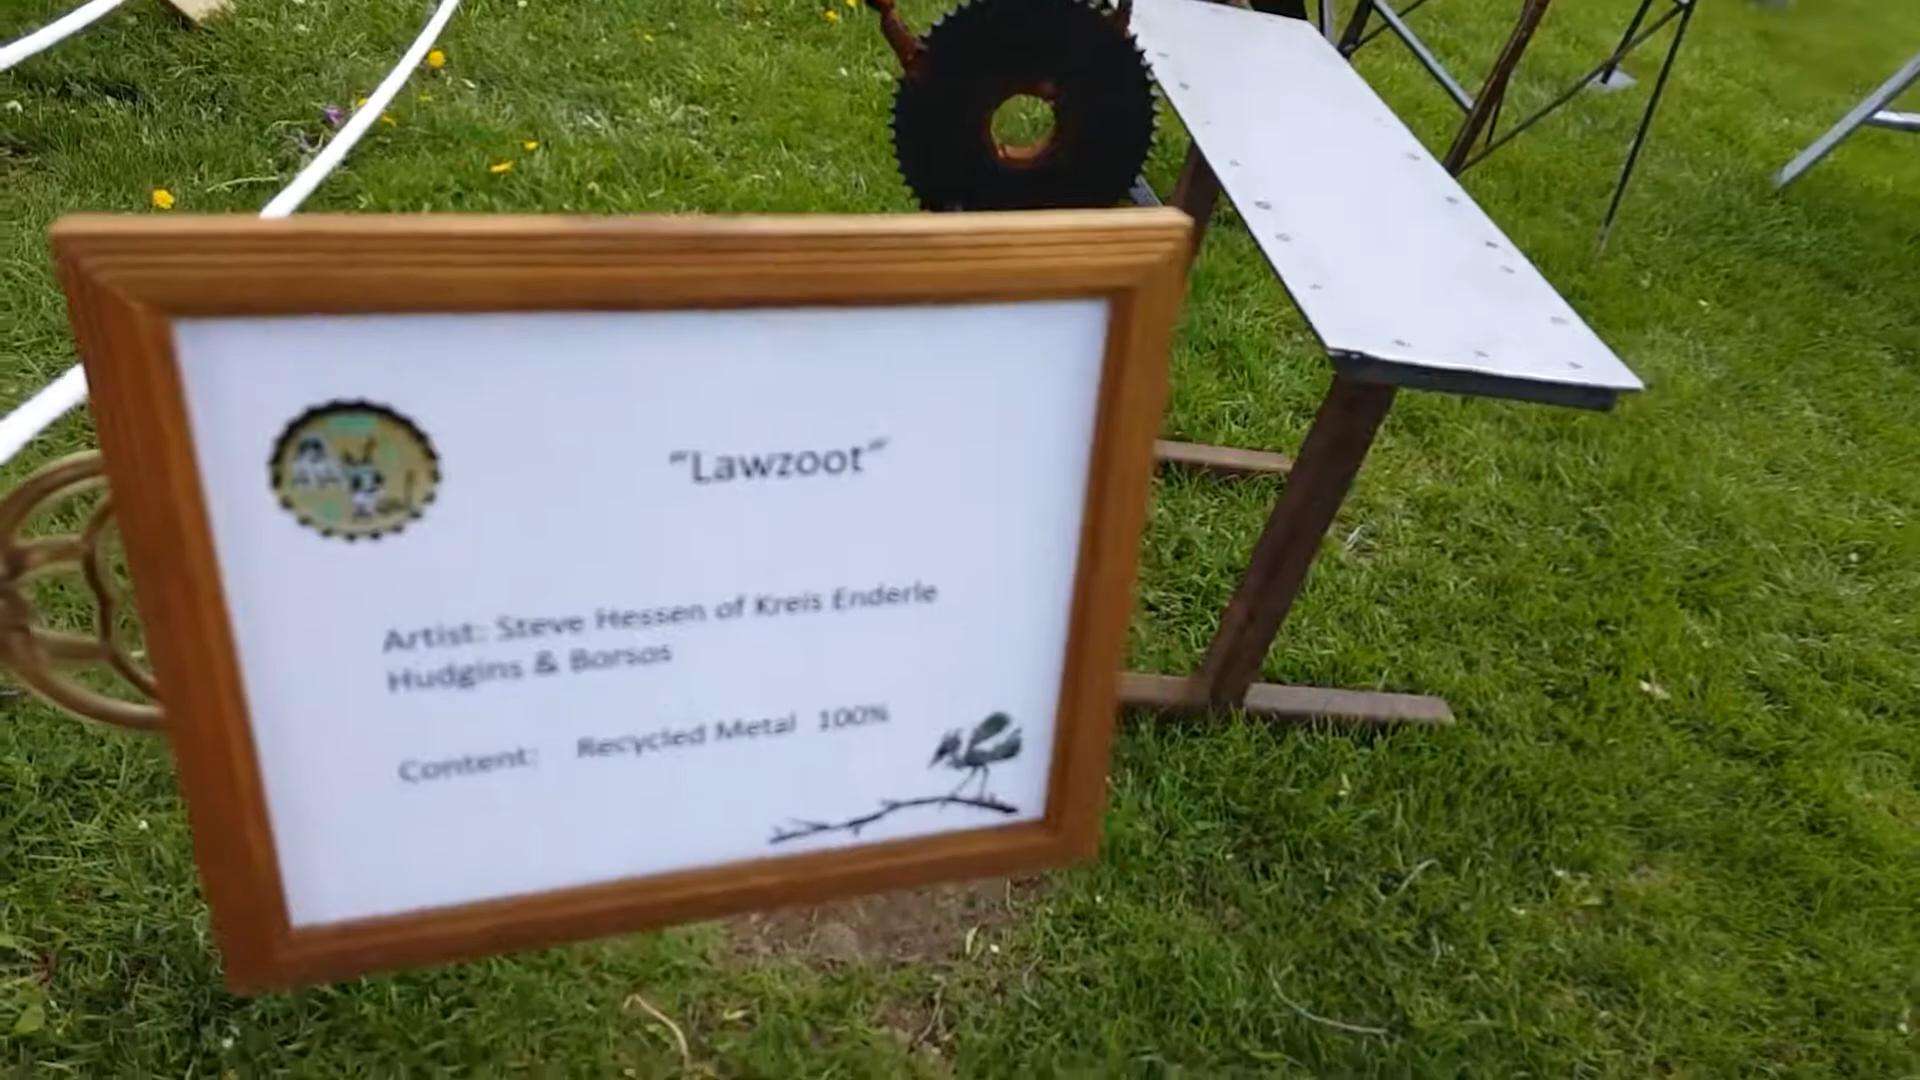 "Lawzoot"
Artist: Steve Hessen of Kreis Enderle
Hudgins & Borsos
Content: Recycled Metal 100%